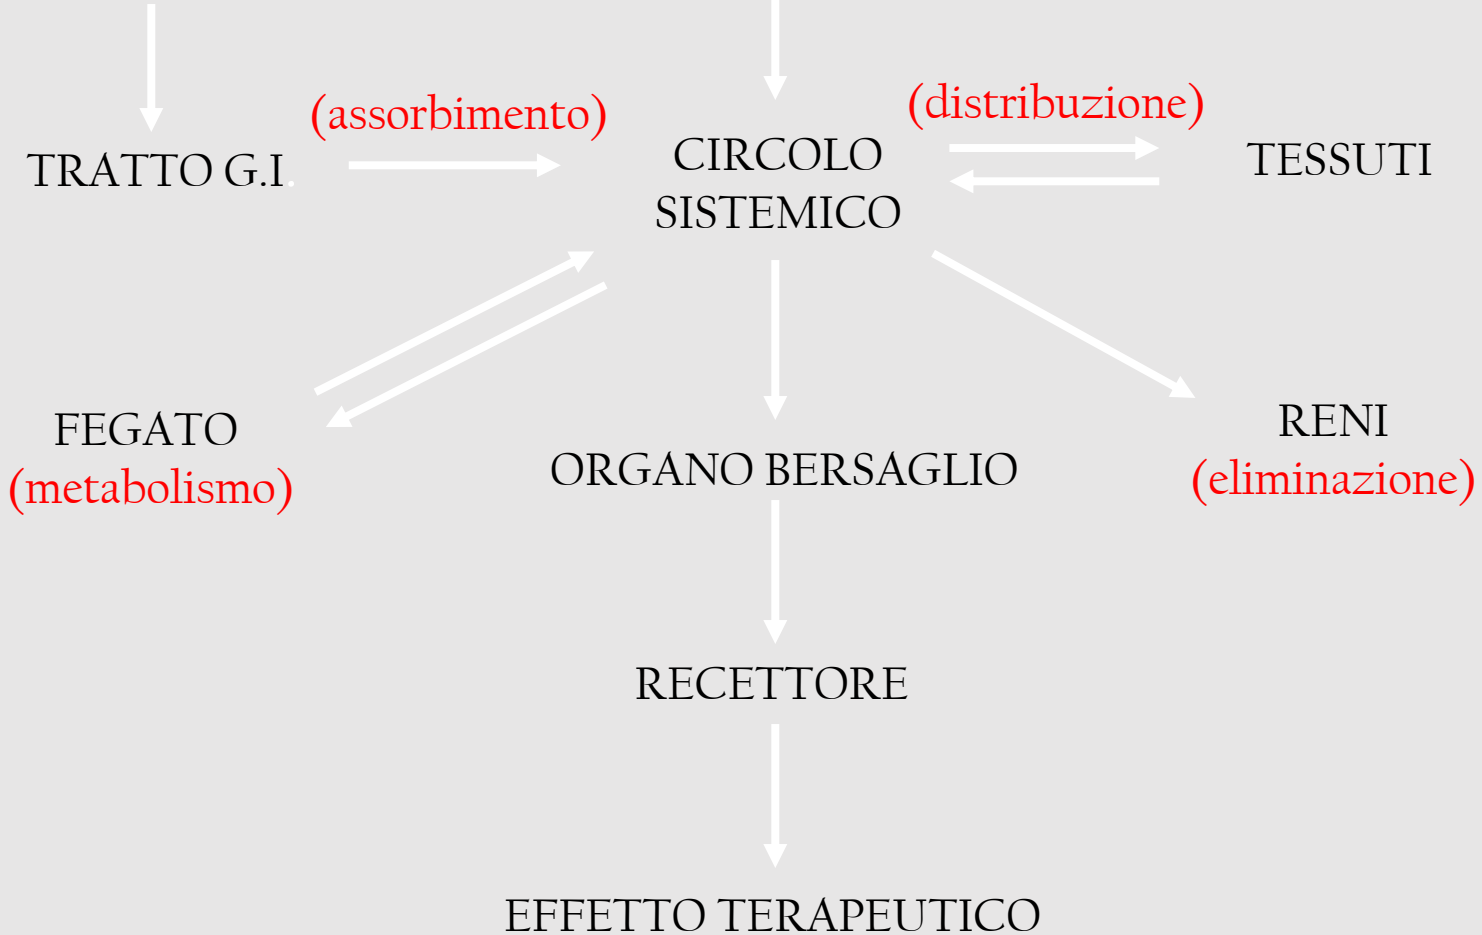 (assorbimento)
(distribuzione)
TRATTO G.I.
CIRCOLO
SISTEMICO
TESSUTI
FEGATO
(metabolismo)
ORGANO BERSAGLIO
RENI
(eliminazione)
RECETTORE
EFFETTO TERAPEUTICO